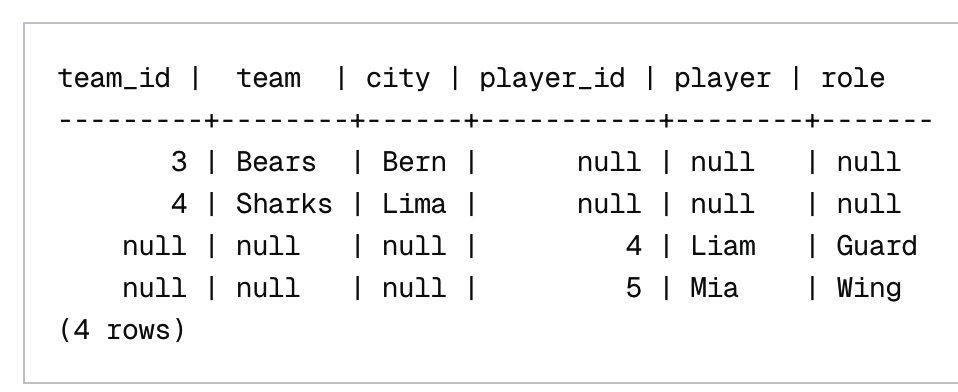 team_id |  team  | city | player_id | player | role
---------+--------+------+-----------+--------+-------
       3 | Bears  | Bern |      null | null   | null
       4 | Sharks | Lima |      null | null   | null
    null | null   | null |         4 | Liam   | Guard
    null | null   | null |         5 | Mia    | Wing
(4 rows)